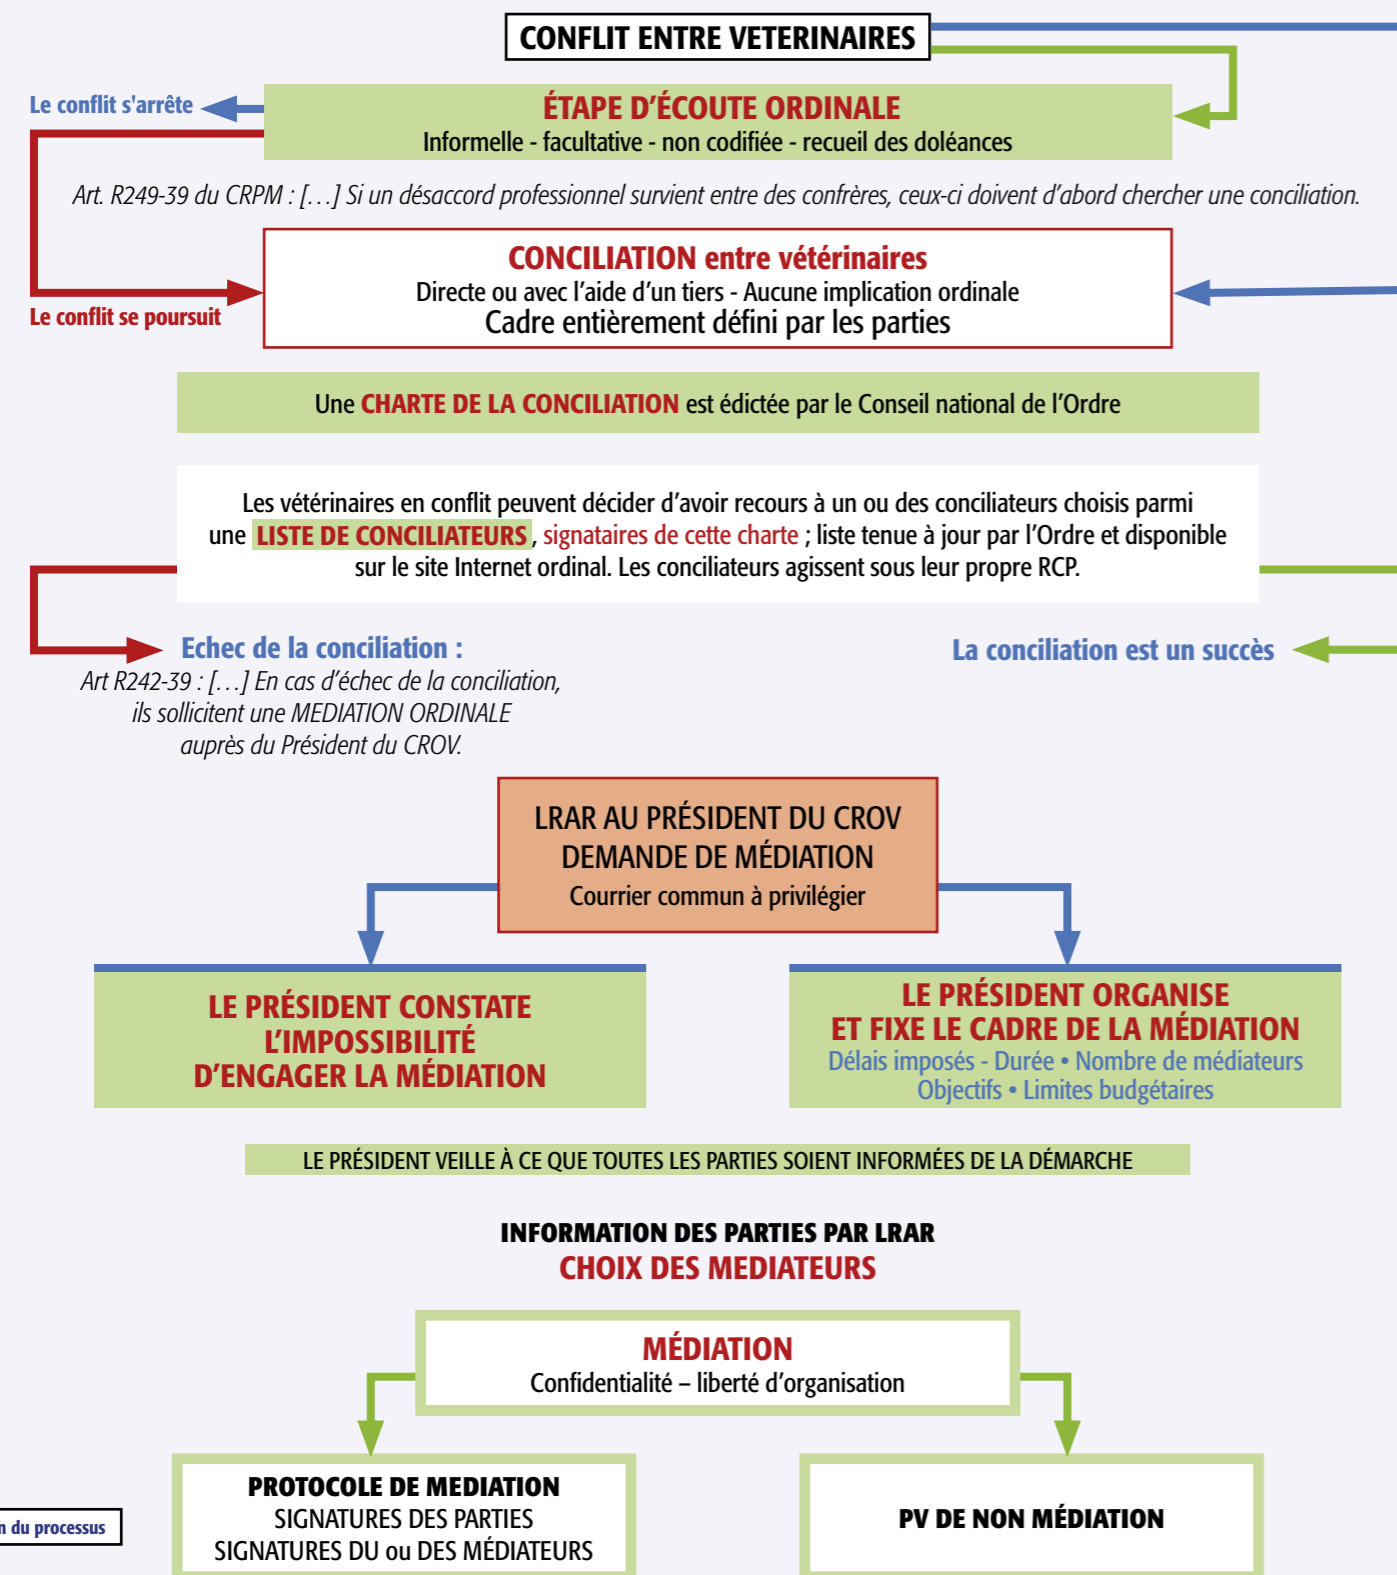 CONFLIT ENTRE VETERINAIRES
Le conflit s'arrête
ÉTAPE D'ÉCOUTE ORDINALE
Informelle - facultative - non codifiée - recueil des doléances
Art. R249-39 du CRPM : […] Si un désaccord professionnel survient entre des confrères, ceux-ci doivent d'abord chercher une conciliation.
CONCILIATION entre vétérinaires
Directe ou avec l'aide d'un tiers - Aucune implication ordinale
Cadre entièrement défini par les parties
Le conflit se poursuit
Une CHARTE DE LA CONCILIATION est édictée par le Conseil national de l'Ordre
Les vétérinaires en conflit peuvent décider d'avoir recours à un ou des conciliateurs choisis parmi
une LISTE DE CONCILIATEURS, signataires de cette charte ; liste tenue à jour par l'Ordre et disponible
sur le site Internet ordinal. Les conciliateurs agissent sous leur propre RCP.
Echec de la conciliation :
Art R242-39 : […] En cas d'échec de la conciliation,
ils sollicitent une MEDIATION ORDINALE
auprès du Président du CROV.
La conciliation est un succès
LRAR AU PRÉSIDENT DU CROV
DEMANDE DE MÉDIATION
Courrier commun à privilégier
LE PRÉSIDENT CONSTATE
L'IMPOSSIBILITÉ
D'ENGAGER LA MÉDIATION
LE PRÉSIDENT ORGANISE
ET FIXE LE CADRE DE LA MÉDIATION
Délais imposés - Durée • Nombre de médiateurs
Objectifs • Limites budgétaires
LE PRÉSIDENT VEILLE À CE QUE TOUTES LES PARTIES SOIENT INFORMÉES DE LA DÉMARCHE
INFORMATION DES PARTIES PAR LRAR
CHOIX DES MEDIATEURS
MÉDIATION
Confidentialité – liberté d'organisation
PROTOCOLE DE MEDIATION
SIGNATURES DES PARTIES
SIGNATURES DU ou DES MÉDIATEURS
PV DE NON MÉDIATION
n du processus